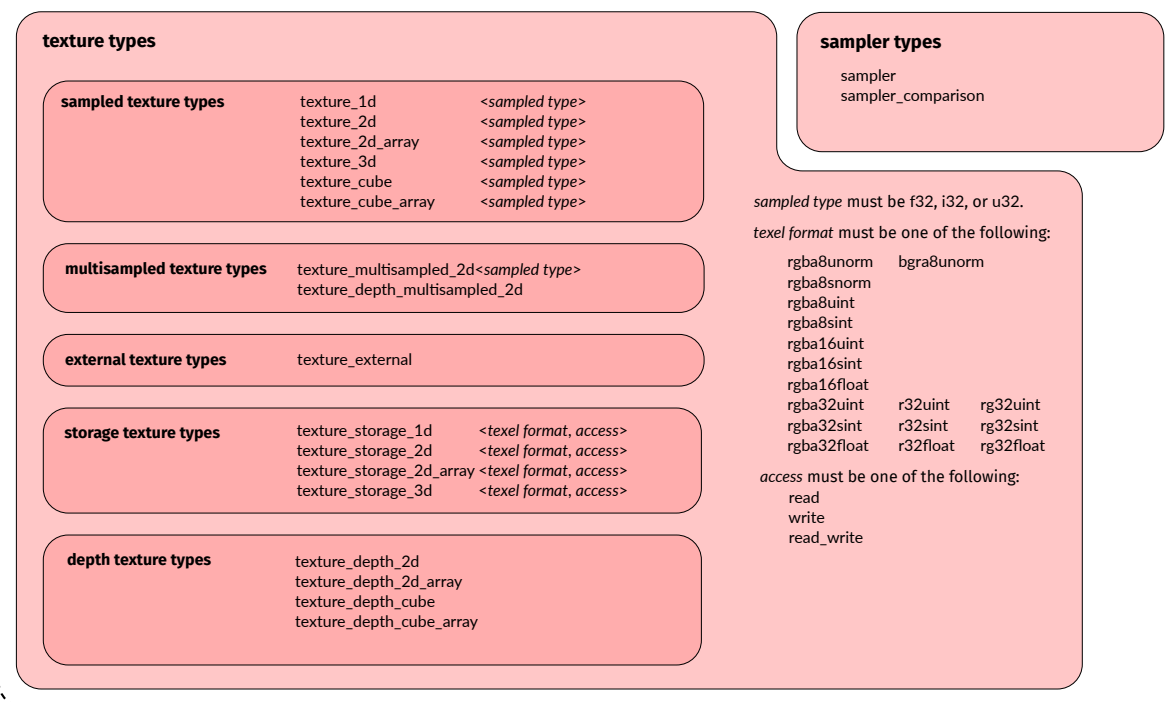 texture types
sampled texture types texture_1d <sampled type>
texture_2d <sampled type>
texture_2d_array <sampled type>
texture_3d <sampled type>
texture_cube <sampled type>
texture_cube_array <sampled type>
multisampled texture types texture_multisampled_2d<sampled type>
texture_depth_multisampled_2d
external texture types texture_external
storage texture types texture_storage_1d <texel format, access>
texture_storage_2d <texel format, access>
texture_storage_2d_array <texel format, access>
texture_storage_3d <texel format, access>
depth texture types texture_depth_2d
texture_depth_2d_array
texture_depth_cube
texture_depth_cube_array
sampler types
sampler
sampler_comparison
sampled type must be f32, i32, or u32.
texel format must be one of the following:
rgba8unorm bgra8unorm
rgba8snorm
rgba8uint
rgba8sint
rgba16uint
rgba16sint
rgba16float
rgba32uint r32uint rg32uint
rgba32sint r32sint rg32sint
rgba32float r32float rg32float
access must be one of the following:
read
write
read_write